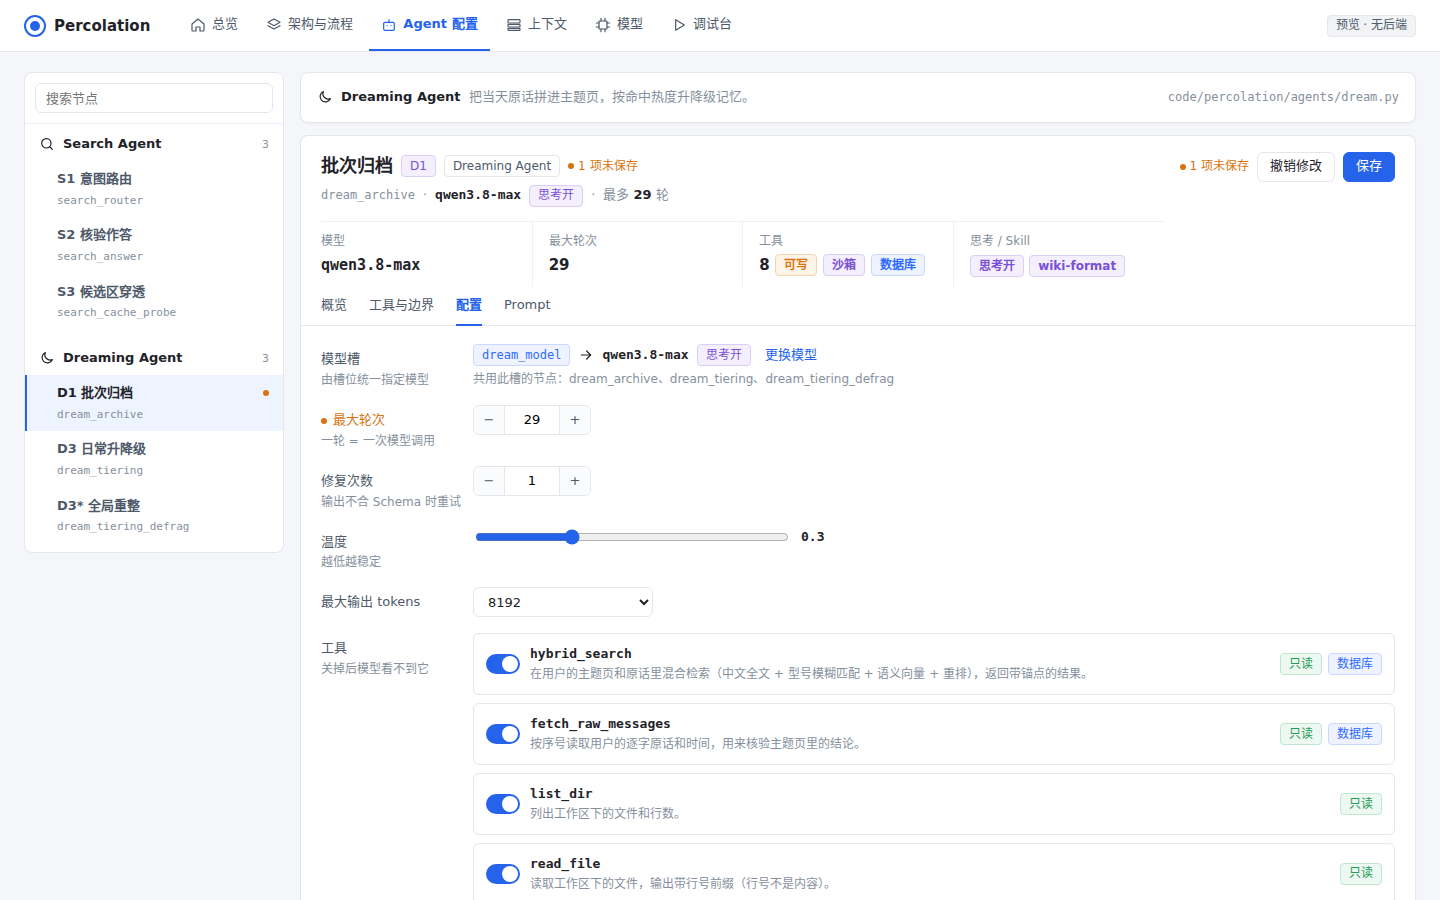 Percolation
总览
架构与流程
Agent 配置
上下文
模型
调试台
预览 · 无后端
搜索节点
Search Agent 3
S1 意图路由
search_router
S2 核验作答
search_answer
S3 候选区穿透
search_cache_probe
Dreaming Agent 3
D1 批次归档
dream_archive
D3 日常升降级
dream_tiering
D3* 全局重整
dream_tiering_defrag
Dreaming Agent 把当天原话拼进主题页，按命中热度升降级记忆。 code/percolation/agents/dream.py
批次归档 D1 Dreaming Agent 1 项未保存
1 项未保存 撤销修改 保存
dream_archive · qwen3.8-max 思考开 · 最多 29 轮
模型
qwen3.8-max
最大轮次
29
工具
8 可写 沙箱 数据库
思考 / Skill
思考开 wiki-format
概览 工具与边界 配置 Prompt
模型槽
由槽位统一指定模型
dream_model → qwen3.8-max 思考开 更换模型
共用此槽的节点：dream_archive、dream_tiering、dream_tiering_defrag
最大轮次
一轮 = 一次模型调用
− 29 +
修复次数
输出不合 Schema 时重试
− 1 +
温度
越低越稳定
0.3
最大输出 tokens
8192
工具
关掉后模型看不到它
hybrid_search
在用户的主题页和原话里混合检索（中文全文 + 型号模糊匹配 + 语义向量 + 重排），返回带锚点的结果。
只读 数据库
fetch_raw_messages
按序号读取用户的逐字原话和时间，用来核验主题页里的结论。
只读 数据库
list_dir
列出工作区下的文件和行数。
只读
read_file
读取工作区下的文件，输出带行号前缀（行号不是内容）。
只读